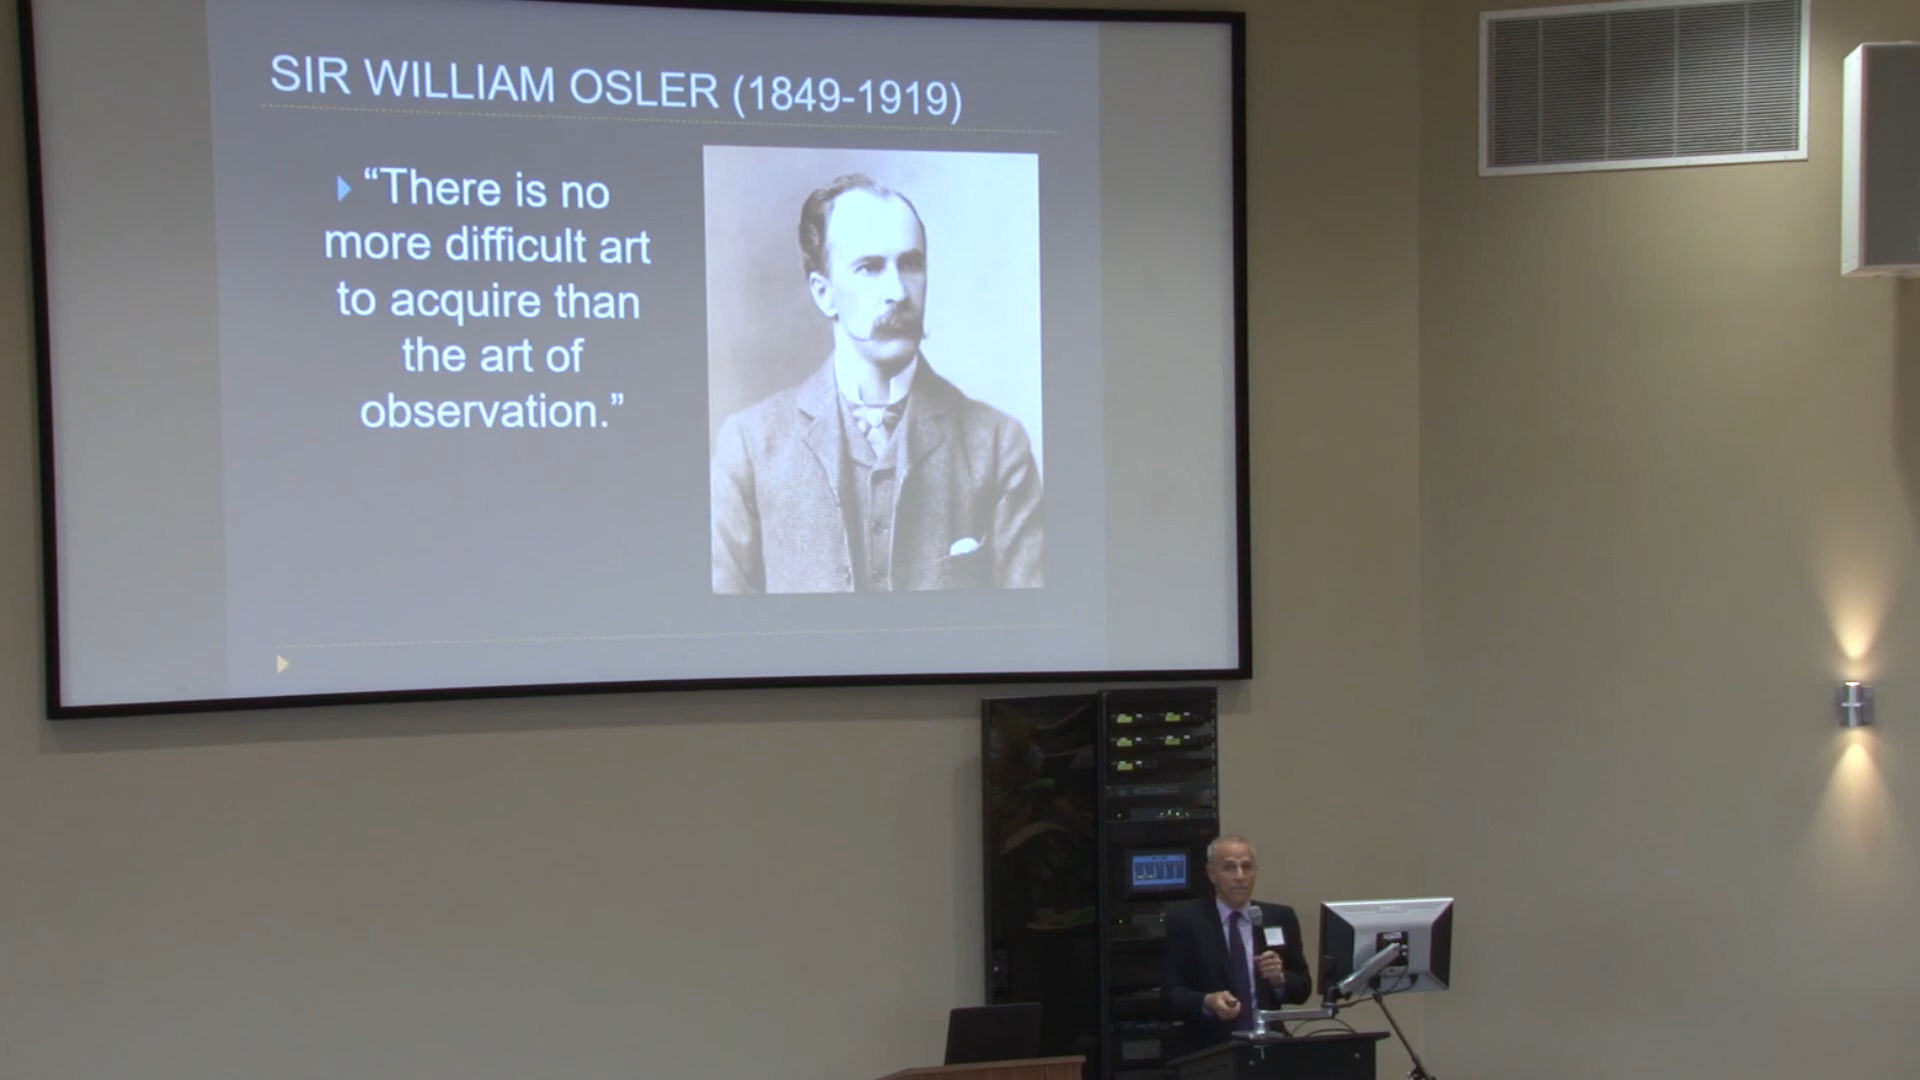 SIR WILLIAM OSLER (1849-1919)
“There is no
more difficult art
to acquire than
the art of
observation.”